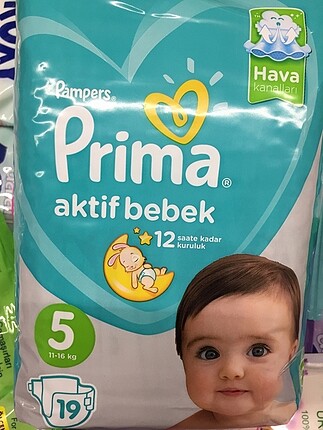 Pampers®
Hava
kanalları
Prima®
aktif bebek
12 saate kadar
kuruluk
5
11-16 kg
19